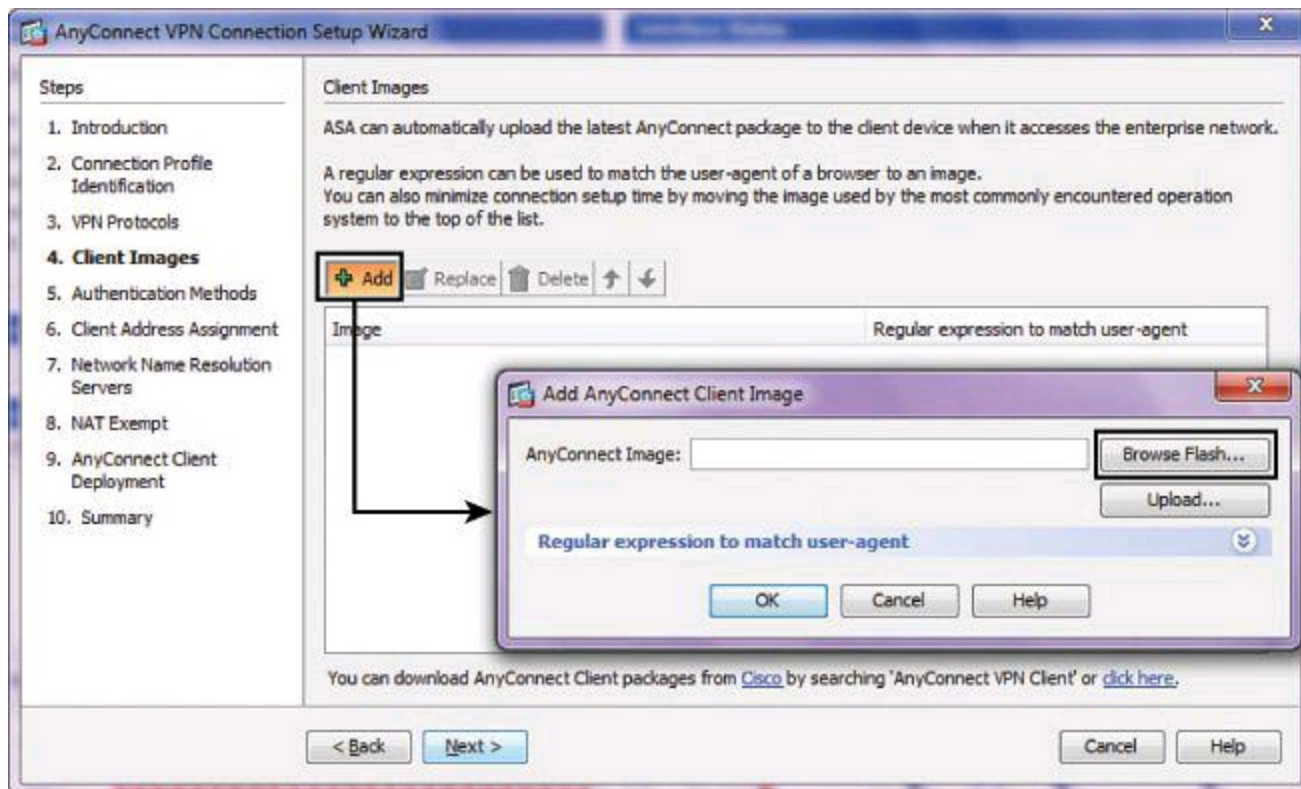 AnyConnect VPN Connection Setup Wizard
Steps
1. Introduction
2. Connection Profile
Identification
3. VPN Protocols
4. Client Images
5. Authentication Methods
6. Client Address Assignment
7. Network Name Resolution
Servers
8. NAT Exempt
9. AnyConnect Client
Deployment
10. Summary
Client Images
ASA can automatically upload the latest AnyConnect package to the client device when it accesses the enterprise network.
A regular expression can be used to match the user-agent of a browser to an image.
You can also minimize connection setup time by moving the image used by the most commonly encountered operation
system to the top of the list.
Add Replace Delete
Image Regular expression to match user-agent
Add AnyConnect Client Image
AnyConnect Image: Browse Flash...
Upload...
Regular expression to match user-agent
OK Cancel Help
You can download AnyConnect Client packages from Cisco by searching 'AnyConnect VPN Client' or click here.
< Back Next > Cancel Help